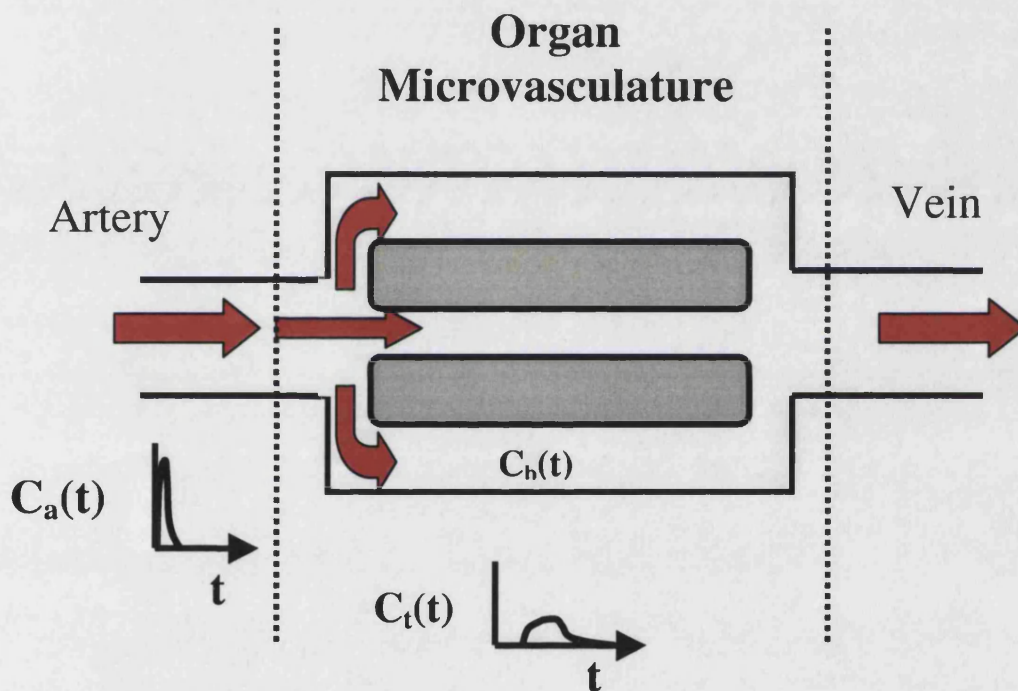 Organ
Microvasculature
Artery
Vein
Cₕ(t)
Cₐ(t)
t
Cₜ(t)
t